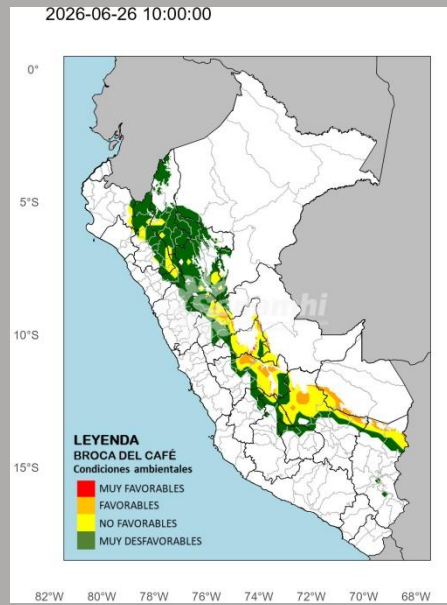 2026-06-26 10:00:00
0°
5°S
10°S
15°S
senamhi
LEYENDA
BROCA DEL CAFÉ
Condiciones ambientales
MUY FAVORABLES
FAVORABLES
NO FAVORABLES
MUY DESFAVORABLES
82°W 80°W 78°W 76°W 74°W 72°W 70°W 68°W